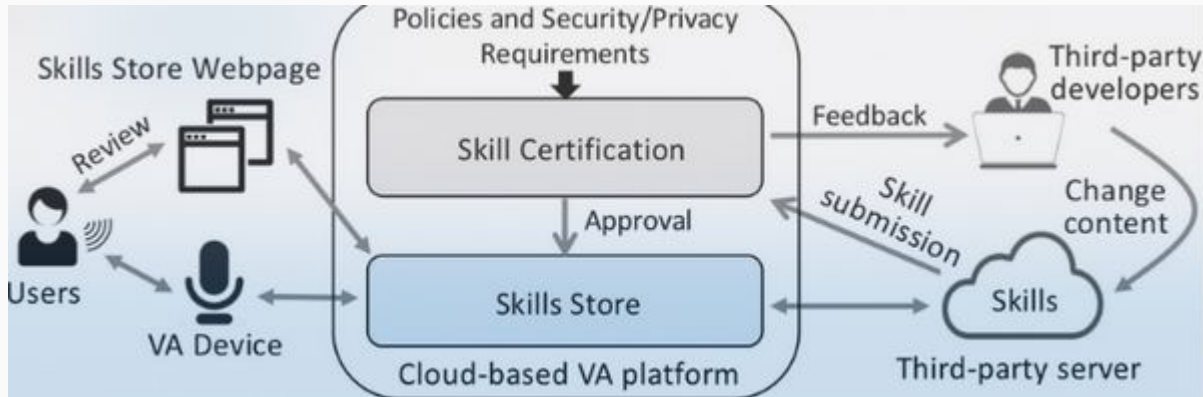 Policies and Security/Privacy
Requirements
Skills Store Webpage
Third-party
developers
Review
Skill Certification
Feedback
Skill
submission
Change
content
Approval
Users
VA Device
Skills Store
Skills
Cloud-based VA platform
Third-party server